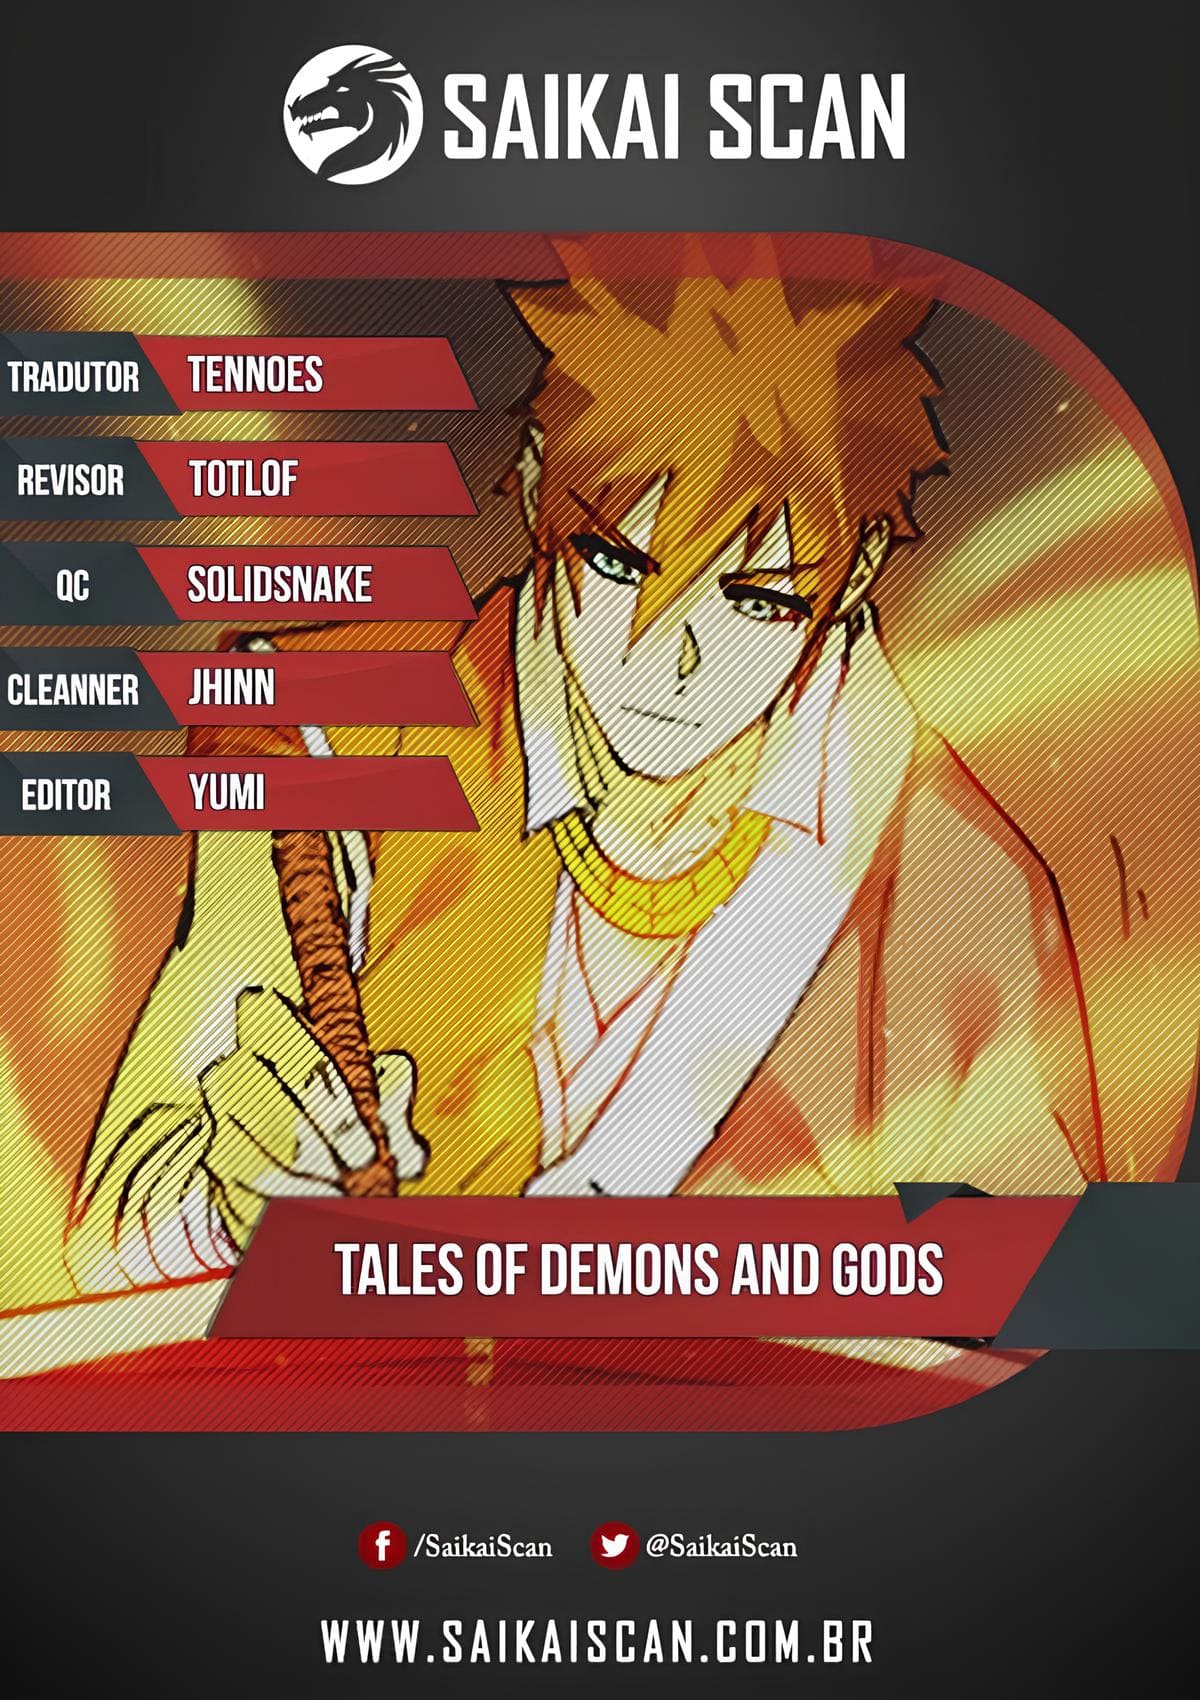 SAIKAI SCAN
TRADUTOR TENNOES
REVISOR TOTLOF
QC SOLIDSNAKE
CLEANNER JHINN
EDITOR YUMI
TALES OF DEMONS AND GODS
/SaikaiScan @SaikaiScan
WWW.SAIKAISCAN.COM.BR